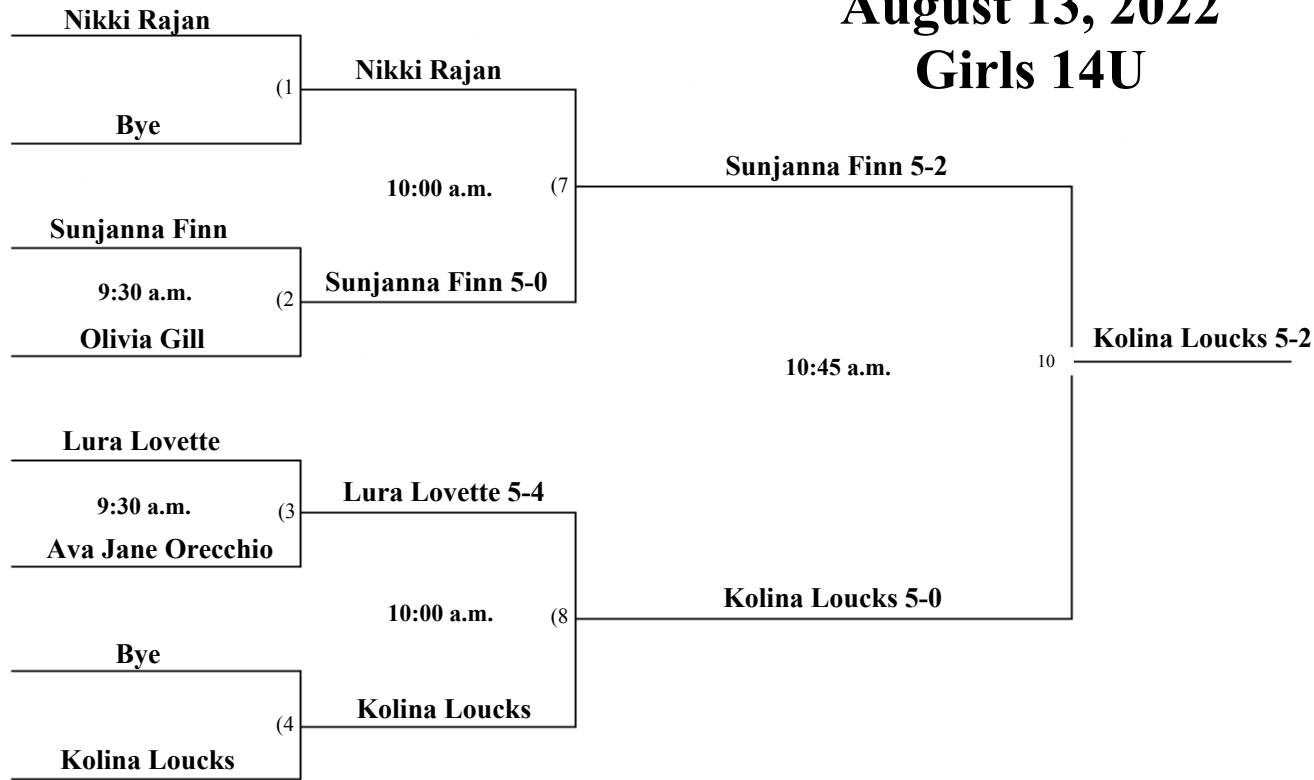 August 13, 2022
Girls 14U
Nikki Rajan
(1
Bye
Nikki Rajan
10:00 a.m.
(7
Sunjanna Finn
9:30 a.m.
(2
Olivia Gill
Sunjanna Finn 5-0
Sunjanna Finn 5-2
Lura Lovette
9:30 a.m.
(3
Ava Jane Orecchio
Lura Lovette 5-4
10:00 a.m.
(8
Bye
(4
Kolina Loucks
Kolina Loucks
Kolina Loucks 5-0
10:45 a.m.
10
Kolina Loucks 5-2